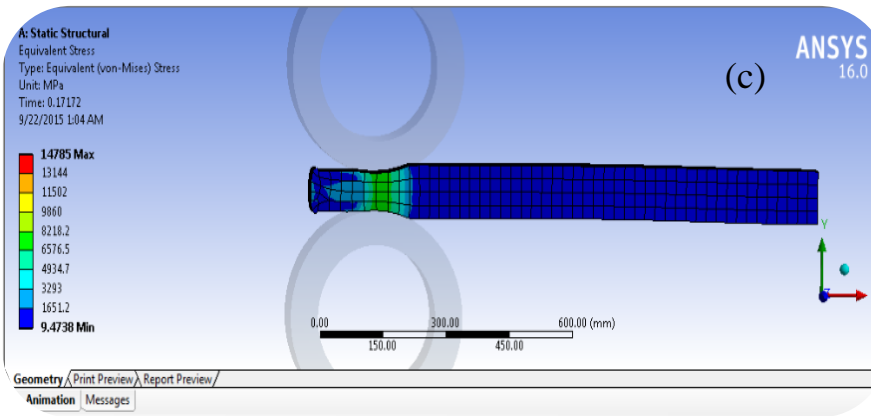 A: Static Structural
Equivalent Stress
Type: Equivalent (von-Mises) Stress
Unit: MPa
Time: 0.17172
9/22/2015 1:04 AM
(c)
ANSYS
16.0
14785 Max
13144
11502
9860
8218.2
6576.5
4934.7
3293
1651.2
9.4738 Min
Y
0.00 300.00 600.00 (mm)
150.00 450.00
Geometry Print Preview Report Preview
Animation Messages